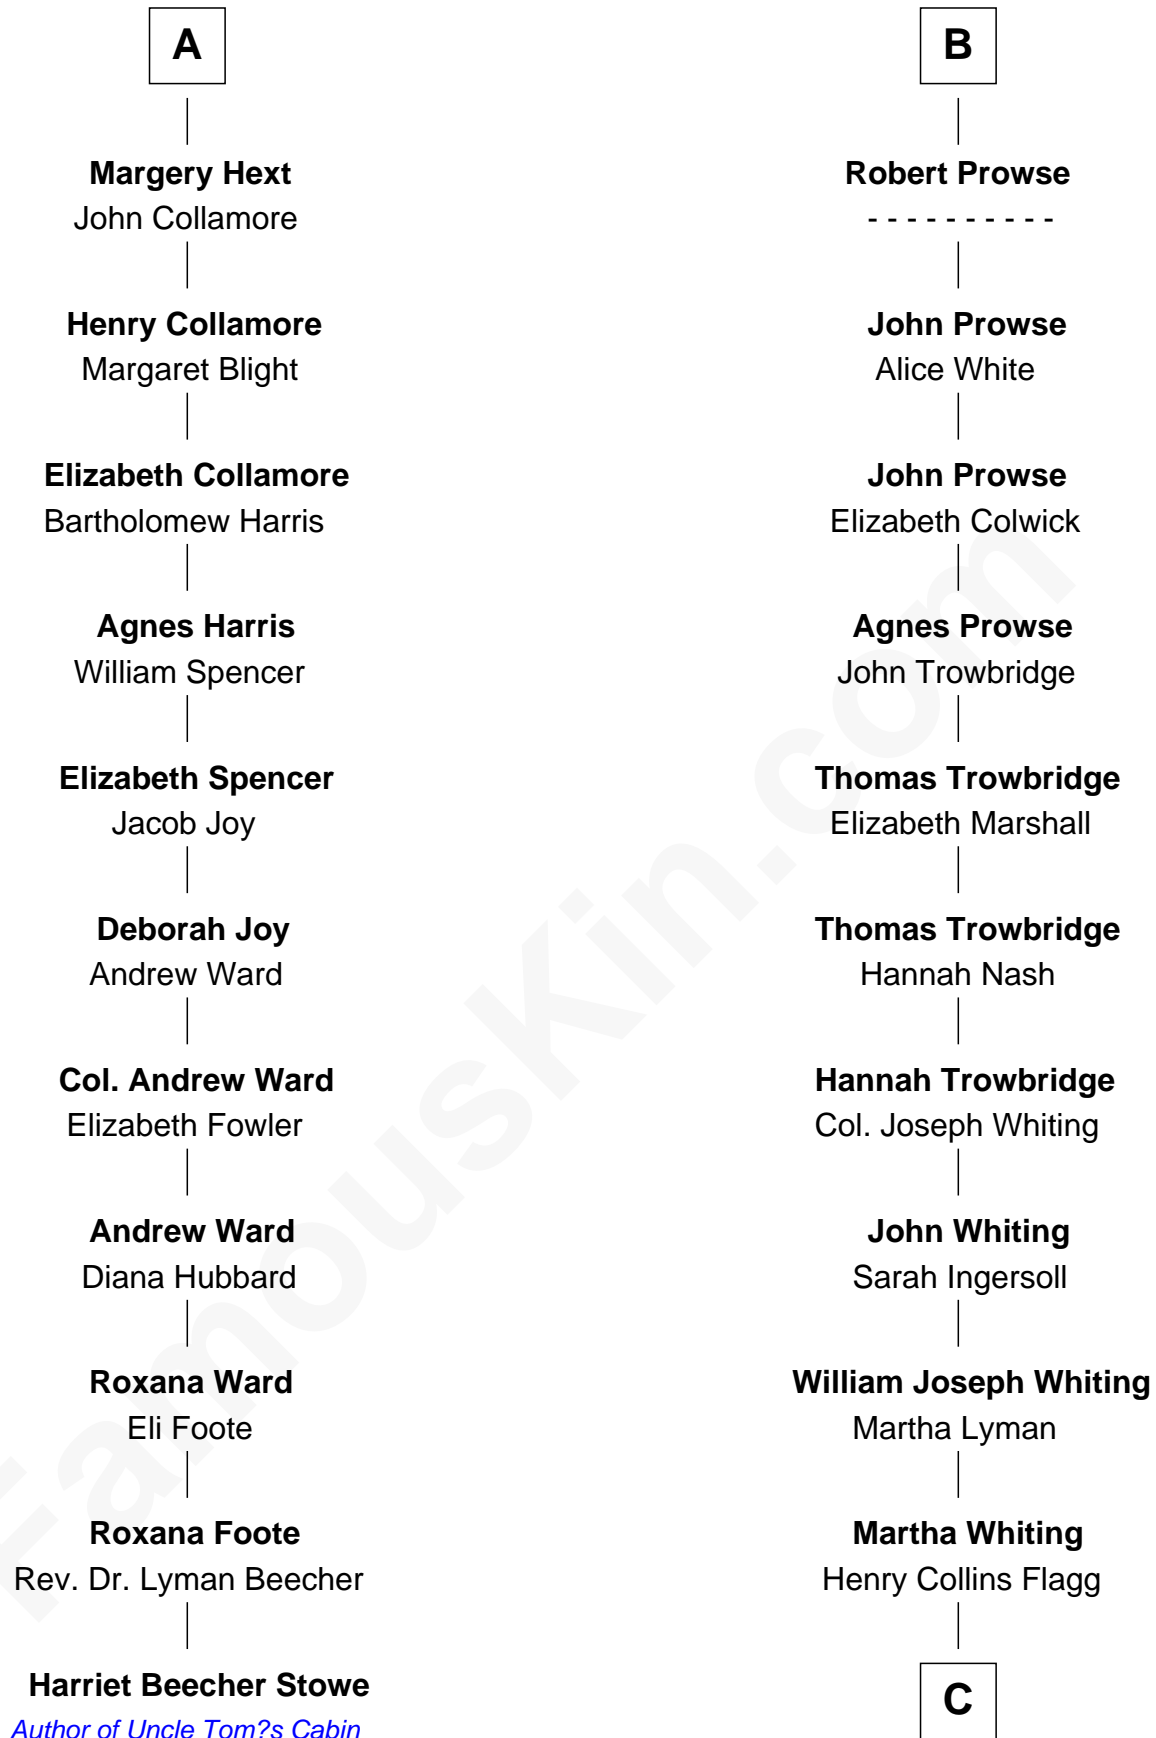 A
Margery Hext
John Collamore
Henry Collamore
Margaret Blight
Elizabeth Collamore
Bartholomew Harris
Agnes Harris
William Spencer
Elizabeth Spencer
Jacob Joy
Deborah Joy
Andrew Ward
Col. Andrew Ward
Elizabeth Fowler
Andrew Ward
Diana Hubbard
Roxana Ward
Eli Foote
Roxana Foote
Rev. Dr. Lyman Beecher
Harriet Beecher Stowe
Author of Uncle Tom?s Cabin
B
Robert Prowse
- - - - - - - - - -
John Prowse
Alice White
John Prowse
Elizabeth Colwick
Agnes Prowse
John Trowbridge
Thomas Trowbridge
Elizabeth Marshall
Thomas Trowbridge
Hannah Nash
Hannah Trowbridge
Col. Joseph Whiting
John Whiting
Sarah Ingersoll
William Joseph Whiting
Martha Lyman
Martha Whiting
Henry Collins Flagg
C
FamousKin.com